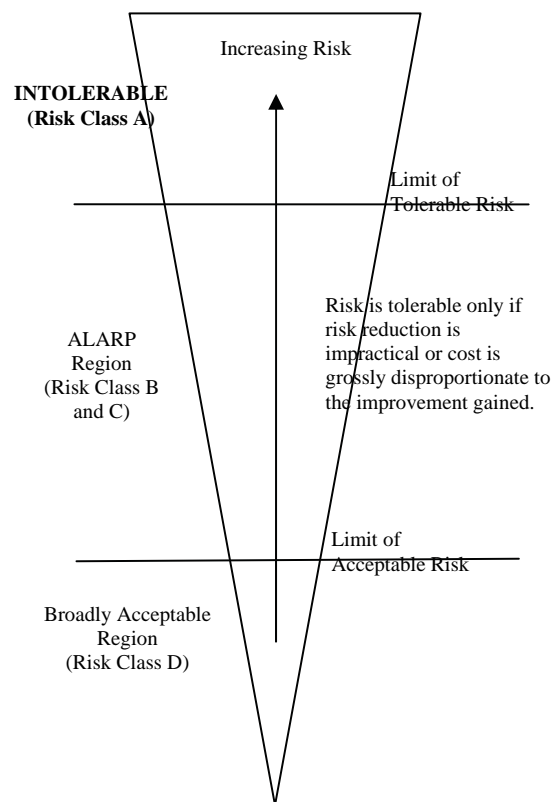 Increasing Risk
INTOLERABLE
(Risk Class A)
Limit of
Tolerable Risk
Risk is tolerable only if
risk reduction is
impractical or cost is
grossly disproportionate to
the improvement gained.
ALARP
Region
(Risk Class B
and C)
Limit of
Acceptable Risk
Broadly Acceptable
Region
(Risk Class D)